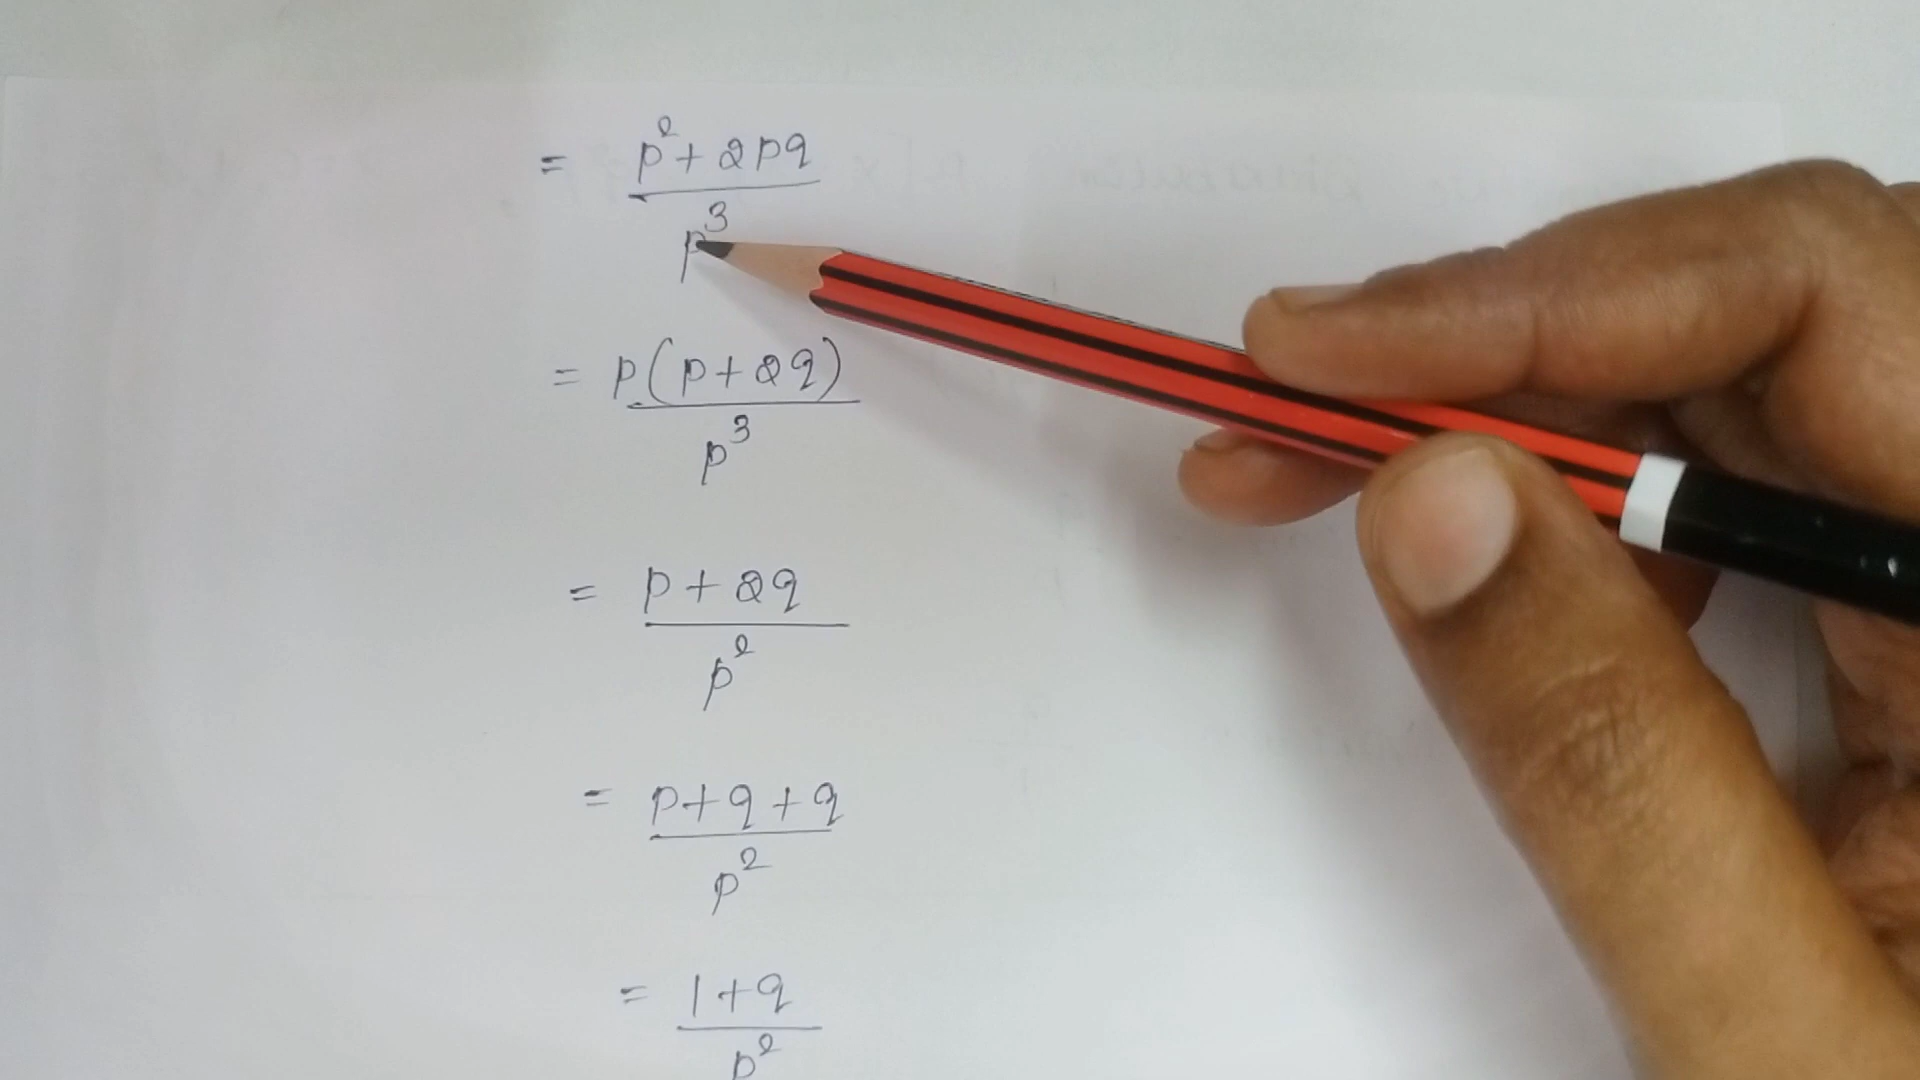 = p² + 2pq
p³
= p(p+2q)
p³
= p + 2q
p²
= p+q+q
p²
= 1+q
p²